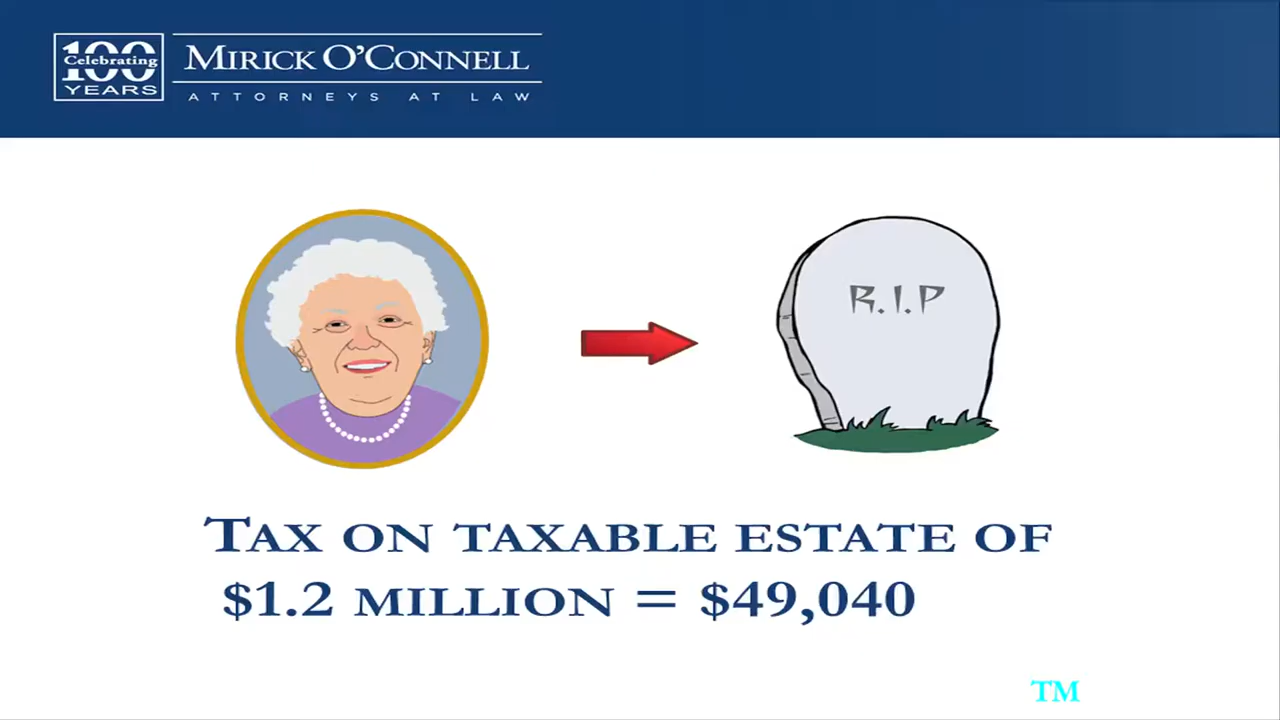 Celebrating
100
YEARS
MIRICK O'CONNELL
ATTORNEYS AT LAW
R.I.P
TAX ON TAXABLE ESTATE OF
$1.2 MILLION = $49,040
TM